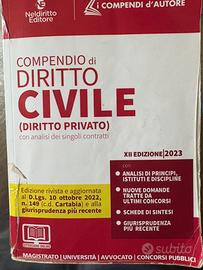 Neldiritto Editore
COMPENDI d'AUTORE
COMPENDIO di
DIRITTO
CIVILE
(DIRITTO PRIVATO)
con analisi dei singoli contratti
XII EDIZIONE | 2023
con
• ANALISI DI PRINCIPI,
ISTITUTI E DISCIPLINE
• NUOVE DOMANDE
TRATTE DA
ULTIMI CONCORSI
• SCHEDE DI SINTESI
• GIURISPRUDENZA
PIÙ RECENTE
Edizione rivista e aggiornata
al D.Lgs. 10 ottobre 2022,
n. 149 (c.d. Cartabia) e alla
giurisprudenza più recente
MAGISTRATO | UNIVERSITÀ | AVVOCATO | CONCORSI PUBBLICI
subito